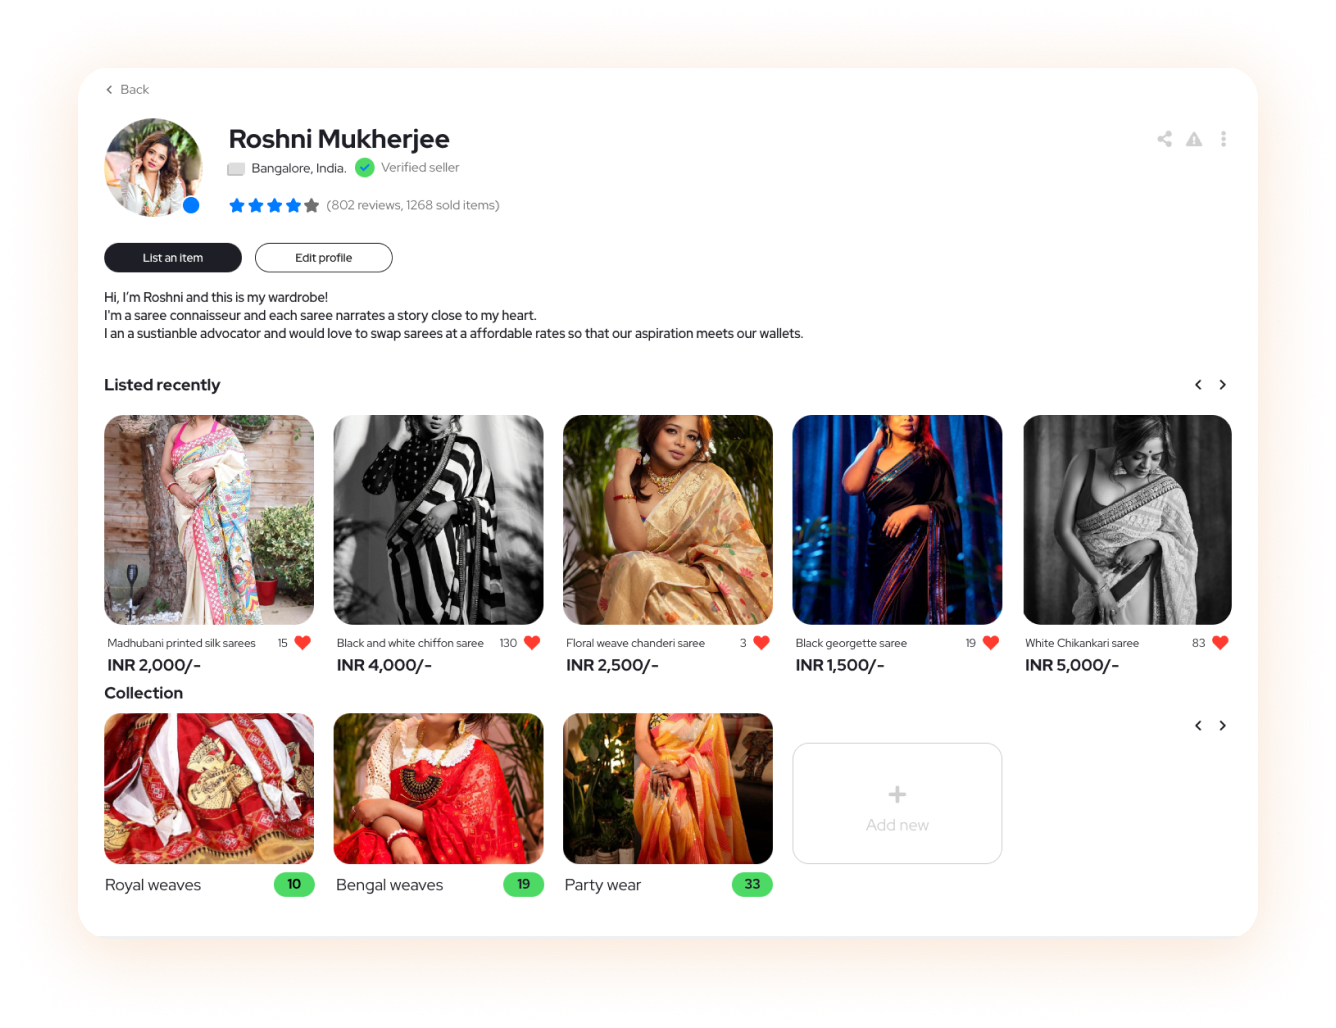 Back
Roshni Mukherjee
Bangalore, India. Verified seller
(802 reviews, 1268 sold items)
List an item Edit profile
Hi, I'm Roshni and this is my wardrobe!
I'm a saree connaisseur and each saree narrates a story close to my heart.
I an a sustianble advocator and would love to swap sarees at a affordable rates so that our aspiration meets our wallets.
Listed recently
Madhubani printed silk sarees 15 Black and white chiffon saree 130 Floral weave chanderi saree 3 Black georgette saree 19 White Chikankari saree 83
INR 2,000/- INR 4,000/- INR 2,500/- INR 1,500/- INR 5,000/-
Collection
Add new
Royal weaves 10 Bengal weaves 19 Party wear 33